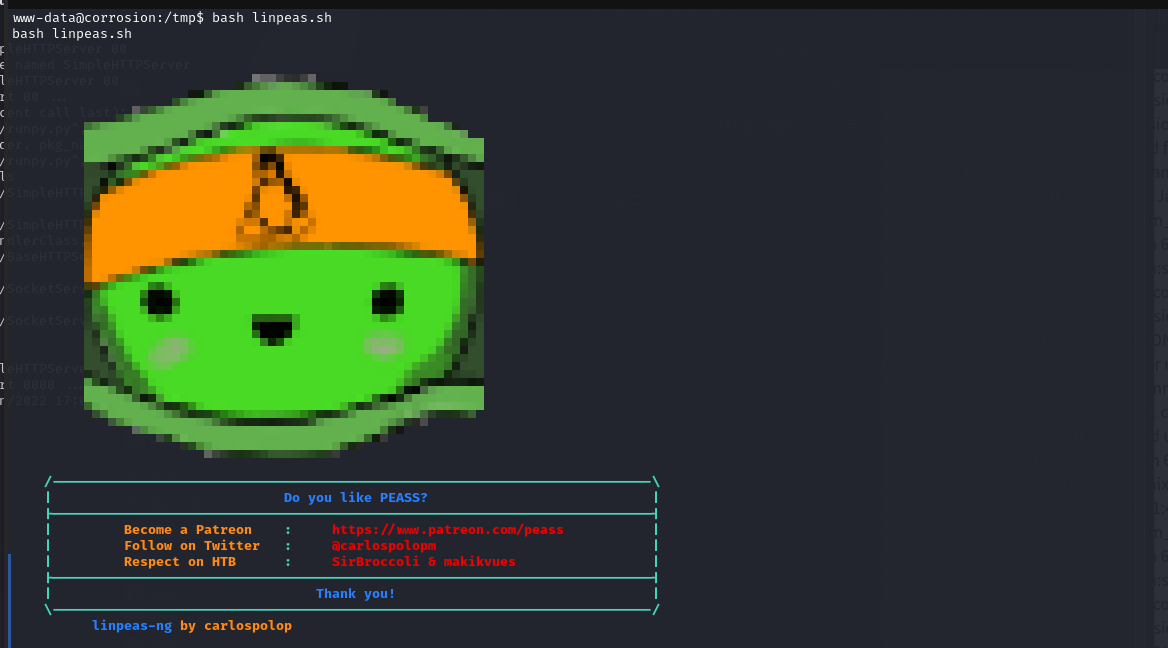 www-data@corrosion:/tmp$ bash linpeas.sh
bash linpeas.sh
Do you like PEASS?
Become a Patreon : https://www.patreon.com/peass
Follow on Twitter : @carlospolopm
Respect on HTB : SirBroccoli & makikvues
Thank you!
linpeas-ng by carlospolop